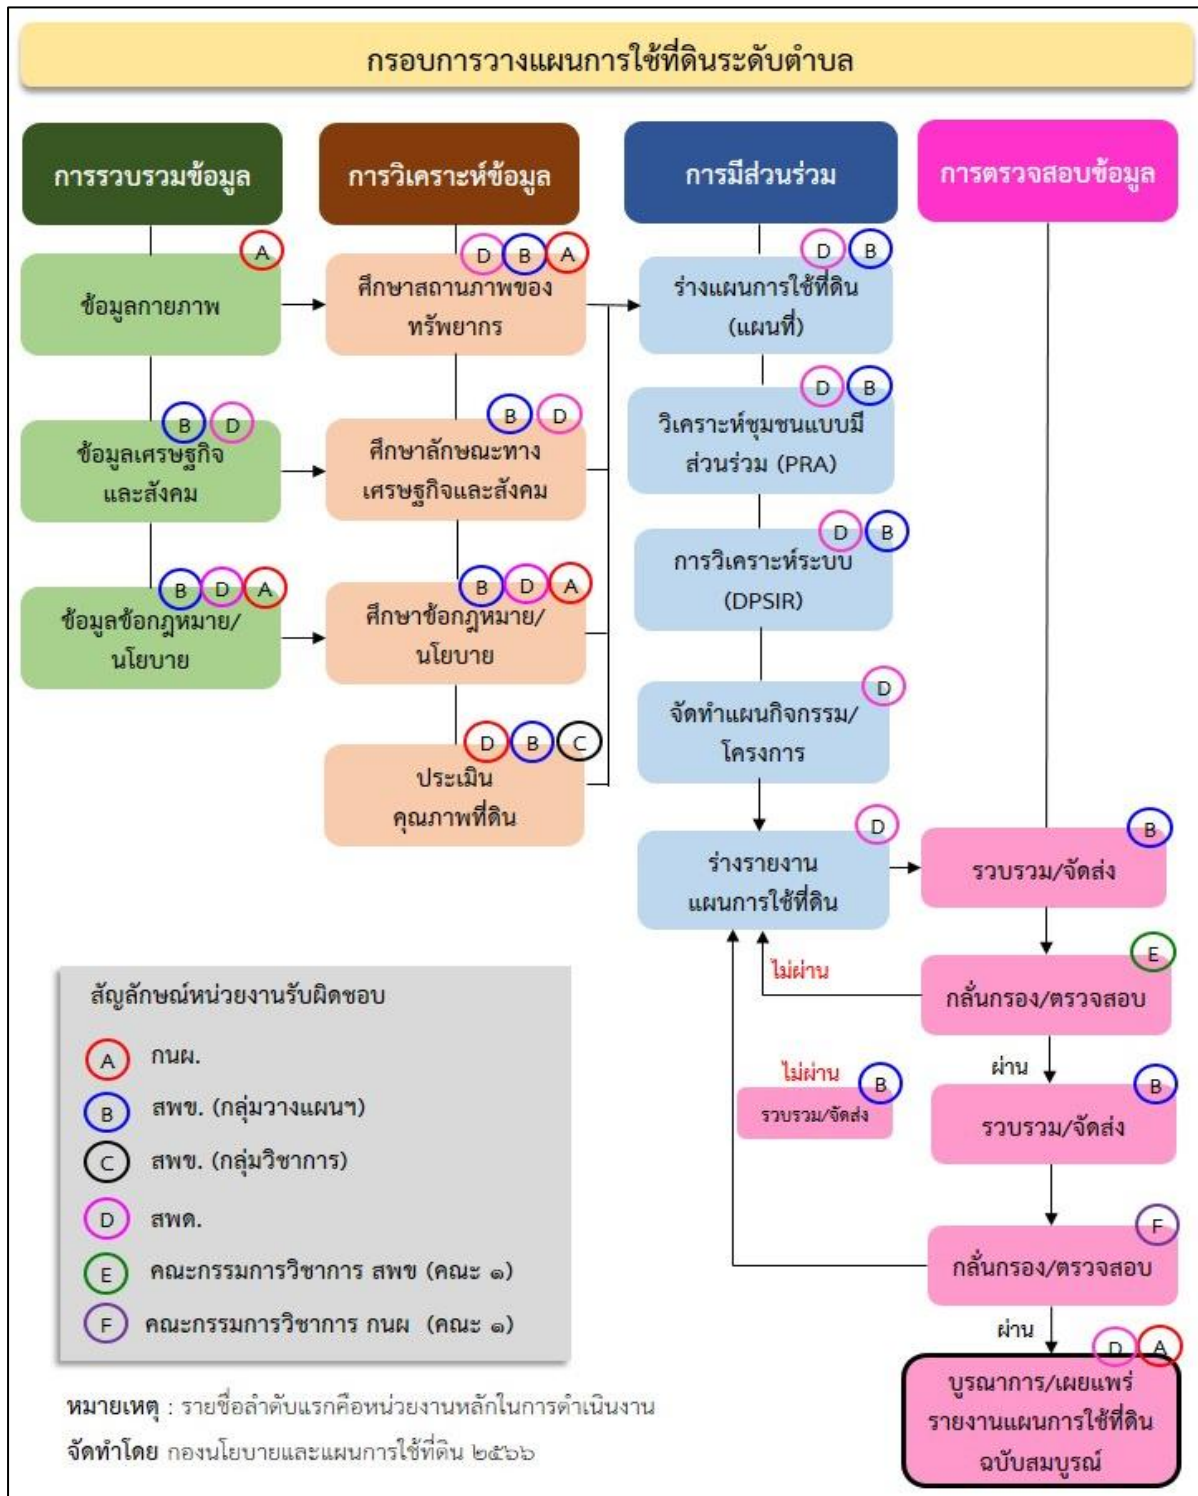 กรอบการวางแผนการใช้ที่ดินระดับตำบล
การรวบรวมข้อมูล
A
ข้อมูลกายภาพ
B D
ข้อมูลเศรษฐกิจ
และสังคม
B D A
ข้อมูลข้อกฎหมาย/
นโยบาย
การวิเคราะห์ข้อมูล
D B A
ศึกษาสถานภาพของ
ทรัพยากร
B D
ศึกษาลักษณะทาง
เศรษฐกิจและสังคม
B D A
ศึกษาข้อกฎหมาย/
นโยบาย
D B C
ประเมิน
คุณภาพที่ดิน
การมีส่วนร่วม
D B
ร่างแผนการใช้ที่ดิน
(แผนที่)
D B
วิเคราะห์ชุมชนแบบมี
ส่วนร่วม (PRA)
D B
การวิเคราะห์ระบบ
(DPSIR)
D
จัดทำแผนกิจกรรม/
โครงการ
D
ร่างรายงาน
แผนการใช้ที่ดิน
การตรวจสอบข้อมูล
B
รวบรวม/จัดส่ง
E
กลั่นกรอง/ตรวจสอบ
ไม่ผ่าน
ผ่าน
B
รวบรวม/จัดส่ง
ไม่ผ่าน
B
รวบรวม/จัดส่ง
F
กลั่นกรอง/ตรวจสอบ
ผ่าน
D A
บูรณาการ/เผยแพร่
รายงานแผนการใช้ที่ดิน
ฉบับสมบูรณ์
สัญลักษณ์หน่วยงานรับผิดชอบ
A กนผ.
B สพข. (กลุ่มวางแผนฯ)
C สพข. (กลุ่มวิชาการ)
D สพด.
E คณะกรรมการวิชาการ สพข (คณะ ๑)
F คณะกรรมการวิชาการ กนผ (คณะ ๑)
หมายเหตุ : รายชื่อลำดับแรกคือหน่วยงานหลักในการดำเนินงาน
จัดทำโดย กองนโยบายและแผนการใช้ที่ดิน ๒๕๖๖